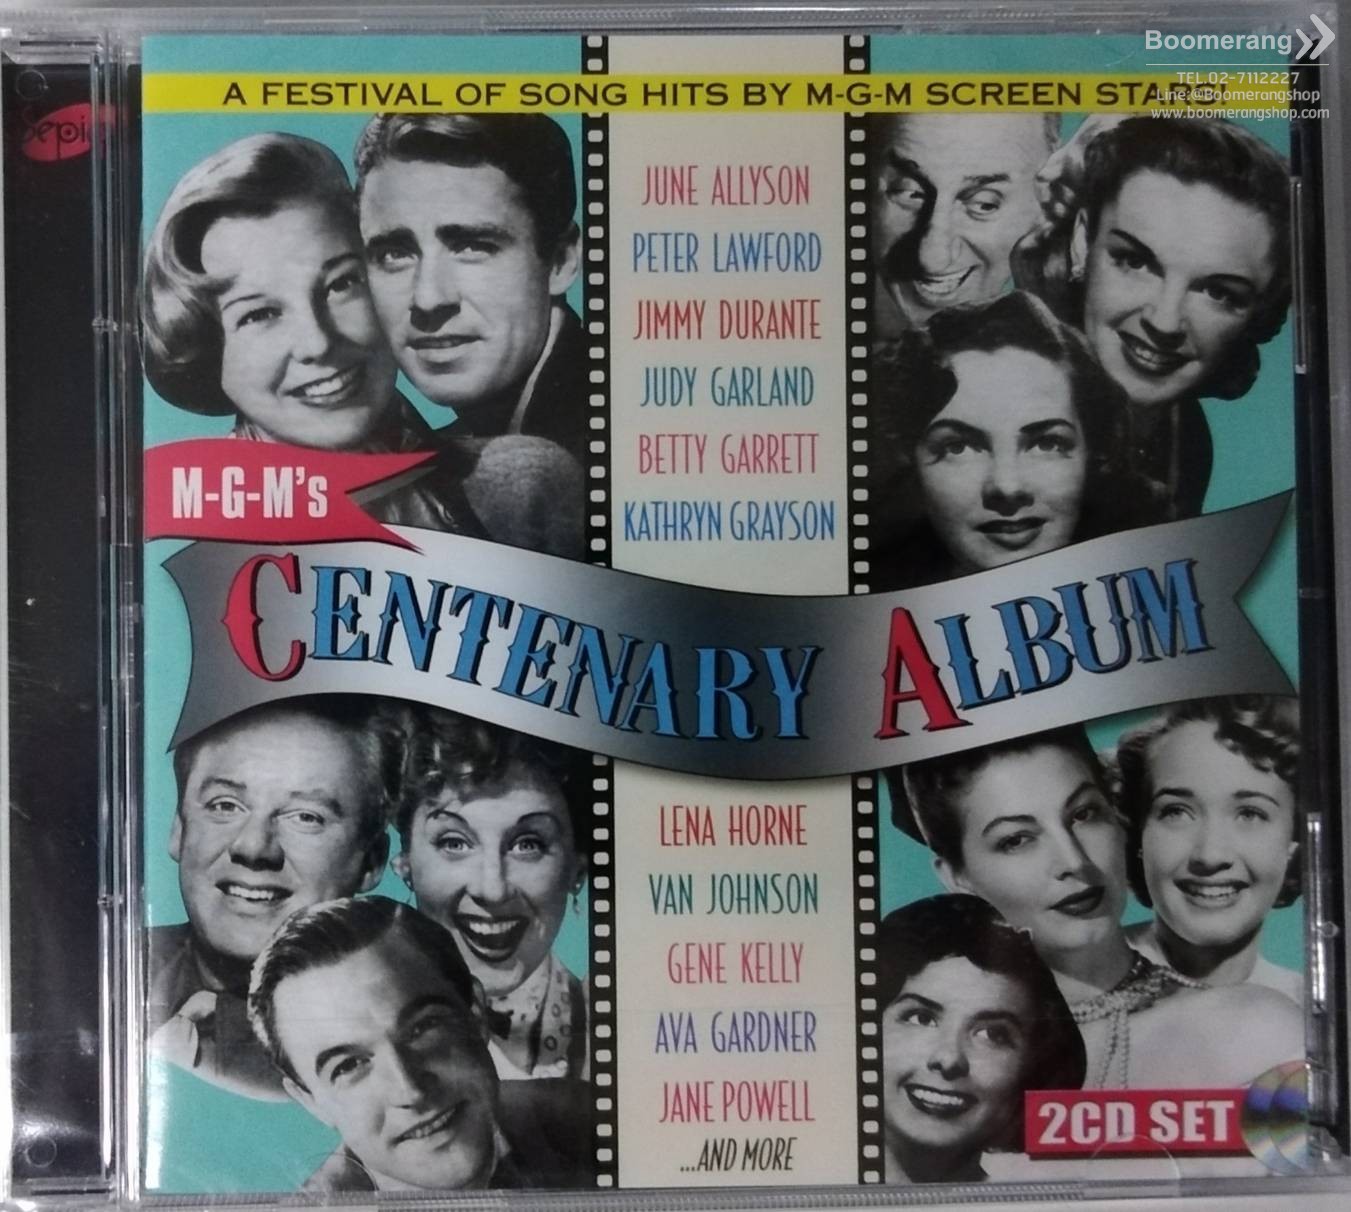 Boomerang
TEL.02-7112227
Line:@Boomerangshop
www.boomerangshop.com
A FESTIVAL OF SONG HITS BY M-G-M SCREEN
Sepia
JUNE ALLYSON
PETER LAWFORD
JIMMY DURANTE
JUDY GARLAND
BETTY GARRETT
KATHRYN GRAYSON
M-G-M's
CENTENARY ALBUM
LENA HORNE
VAN JOHNSON
GENE KELLY
AVA GARDNER
JANE POWELL
...AND MORE
2CD SET